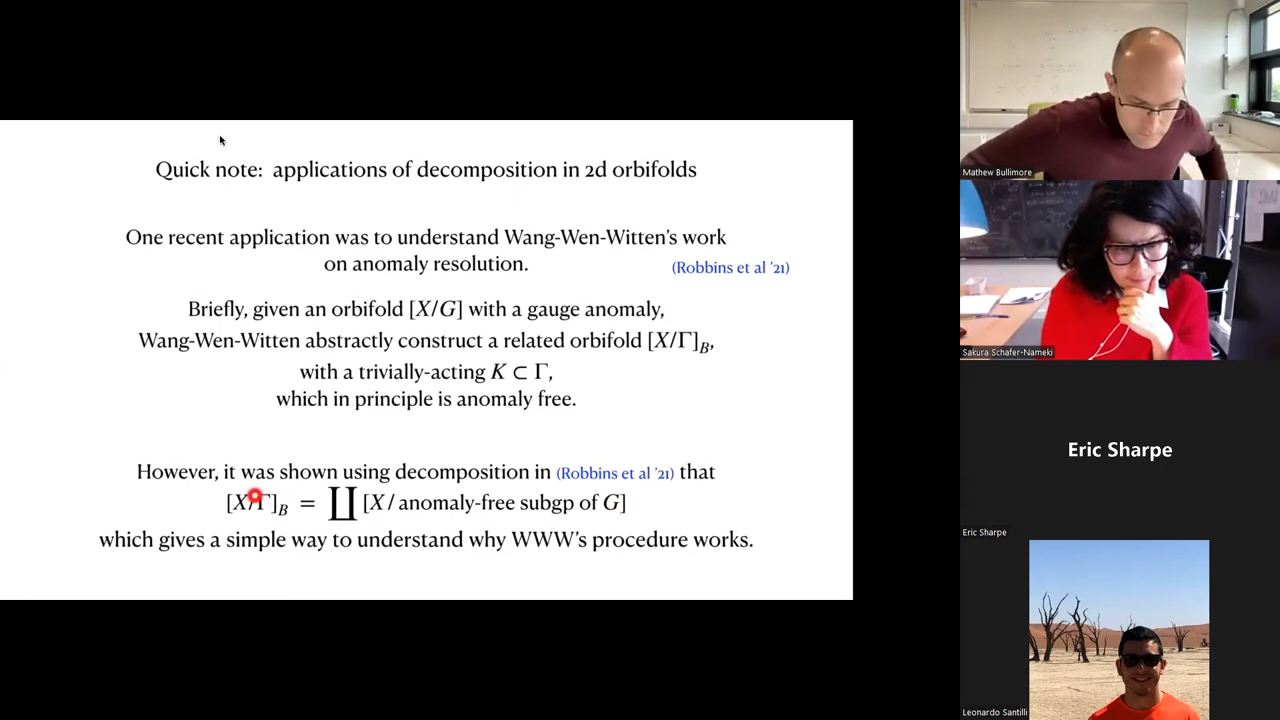 Quick note: applications of decomposition in 2d orbifolds
One recent application was to understand Wang-Wen-Witten's work
on anomaly resolution.
(Robbins et al '21)
Briefly, given an orbifold [X/G] with a gauge anomaly,
Wang-Wen-Witten abstractly construct a related orbifold [X/Γ]_B,
with a trivially-acting K ⊂ Γ,
which in principle is anomaly free.
However, it was shown using decomposition in (Robbins et al '21) that
[X/Γ]_B = ∐ [X/anomaly-free subgp of G]
which gives a simple way to understand why WWW's procedure works.
Mathew Bullimore
Sakura Schafer-Nameki
Eric Sharpe
Eric Sharpe
Leonardo Santilli